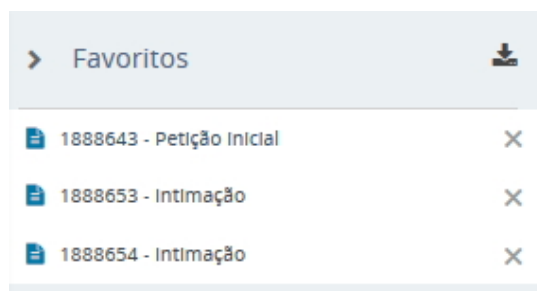 Favoritos
1888643 - Petição Inicial
1888653 - Intimação
1888654 - Intimação